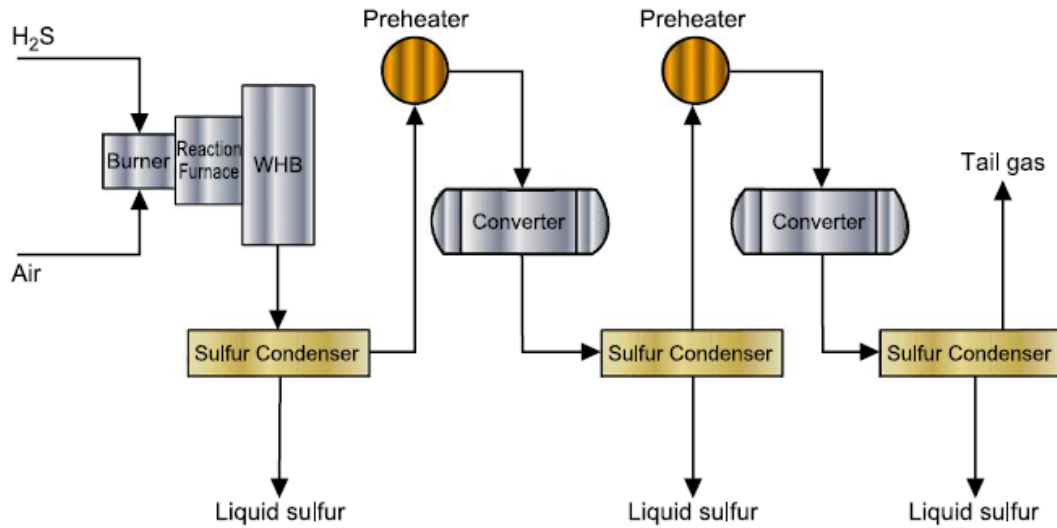 Preheater
Preheater
H₂S
Burner
Reaction
Furnace
WHB
Tail gas
Converter
Converter
Air
Sulfur Condenser
Sulfur Condenser
Sulfur Condenser
Liquid sulfur
Liquid sulfur
Liquid sulfur